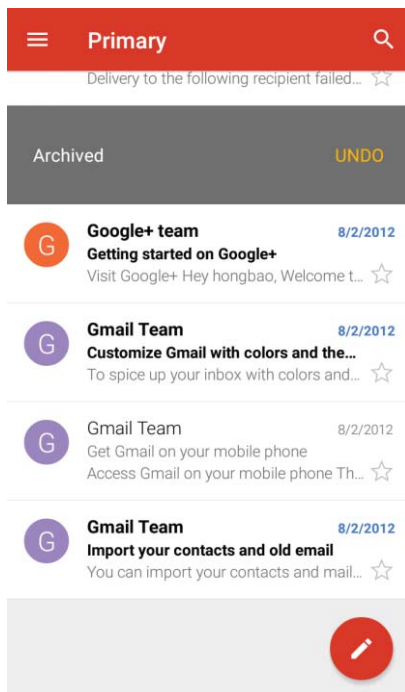 Primary
Delivery to the following recipient failed...
Archived UNDO
G Google+ team 8/2/2012
Getting started on Google+
Visit Google+ Hey hongbao, Welcome t...
G Gmail Team 8/2/2012
Customize Gmail with colors and the...
To spice up your inbox with colors and...
G Gmail Team 8/2/2012
Get Gmail on your mobile phone
Access Gmail on your mobile phone Th...
G Gmail Team 8/2/2012
Import your contacts and old email
You can import your contacts and mail...